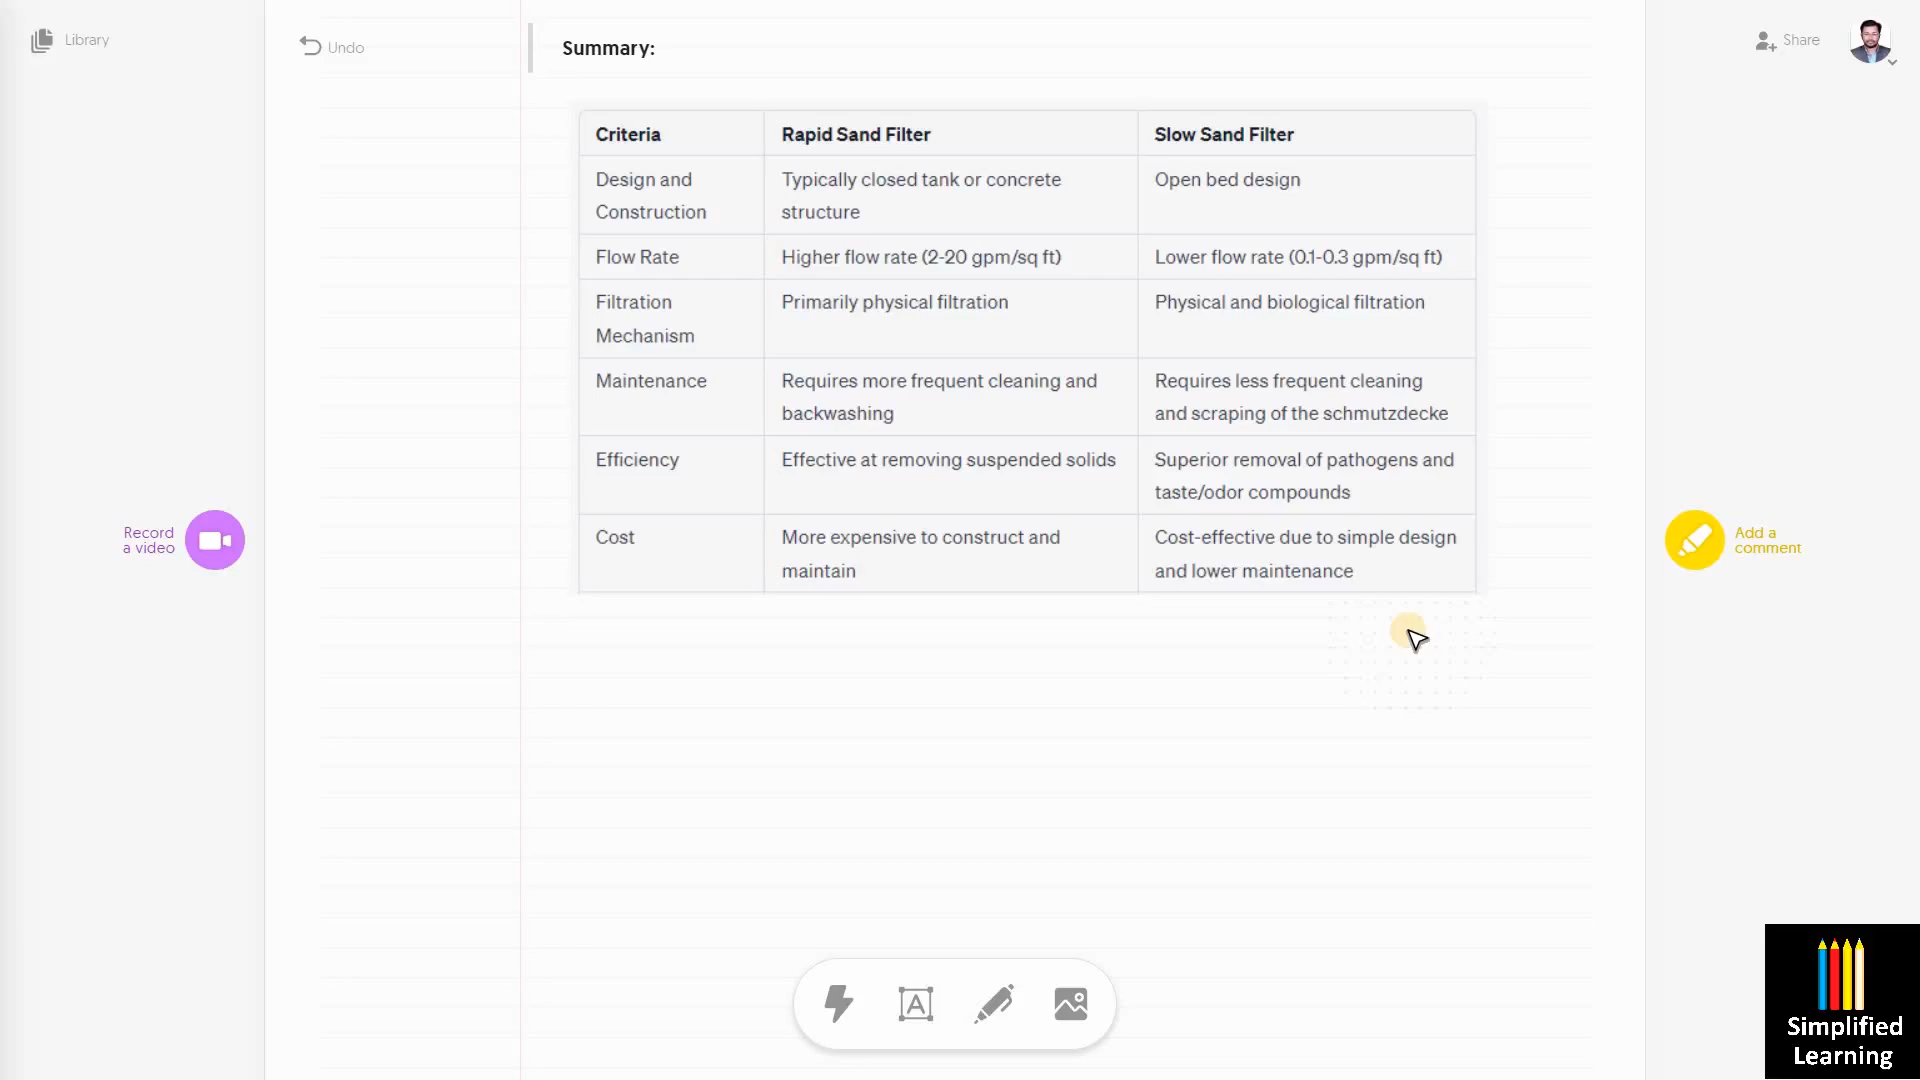 Library
Undo
Summary:
Share
Criteria
Rapid Sand Filter
Slow Sand Filter
Design and
Construction
Typically closed tank or concrete
structure
Open bed design
Flow Rate
Higher flow rate (2-20 gpm/sq ft)
Lower flow rate (0.1-0.3 gpm/sq ft)
Filtration
Mechanism
Primarily physical filtration
Physical and biological filtration
Maintenance
Requires more frequent cleaning and
backwashing
Requires less frequent cleaning
and scraping of the schmutzdecke
Efficiency
Effective at removing suspended solids
Superior removal of pathogens and
taste/odor compounds
Cost
More expensive to construct and
maintain
Cost-effective due to simple design
and lower maintenance
Record
a video
Add a
comment
A
Simplified
Learning